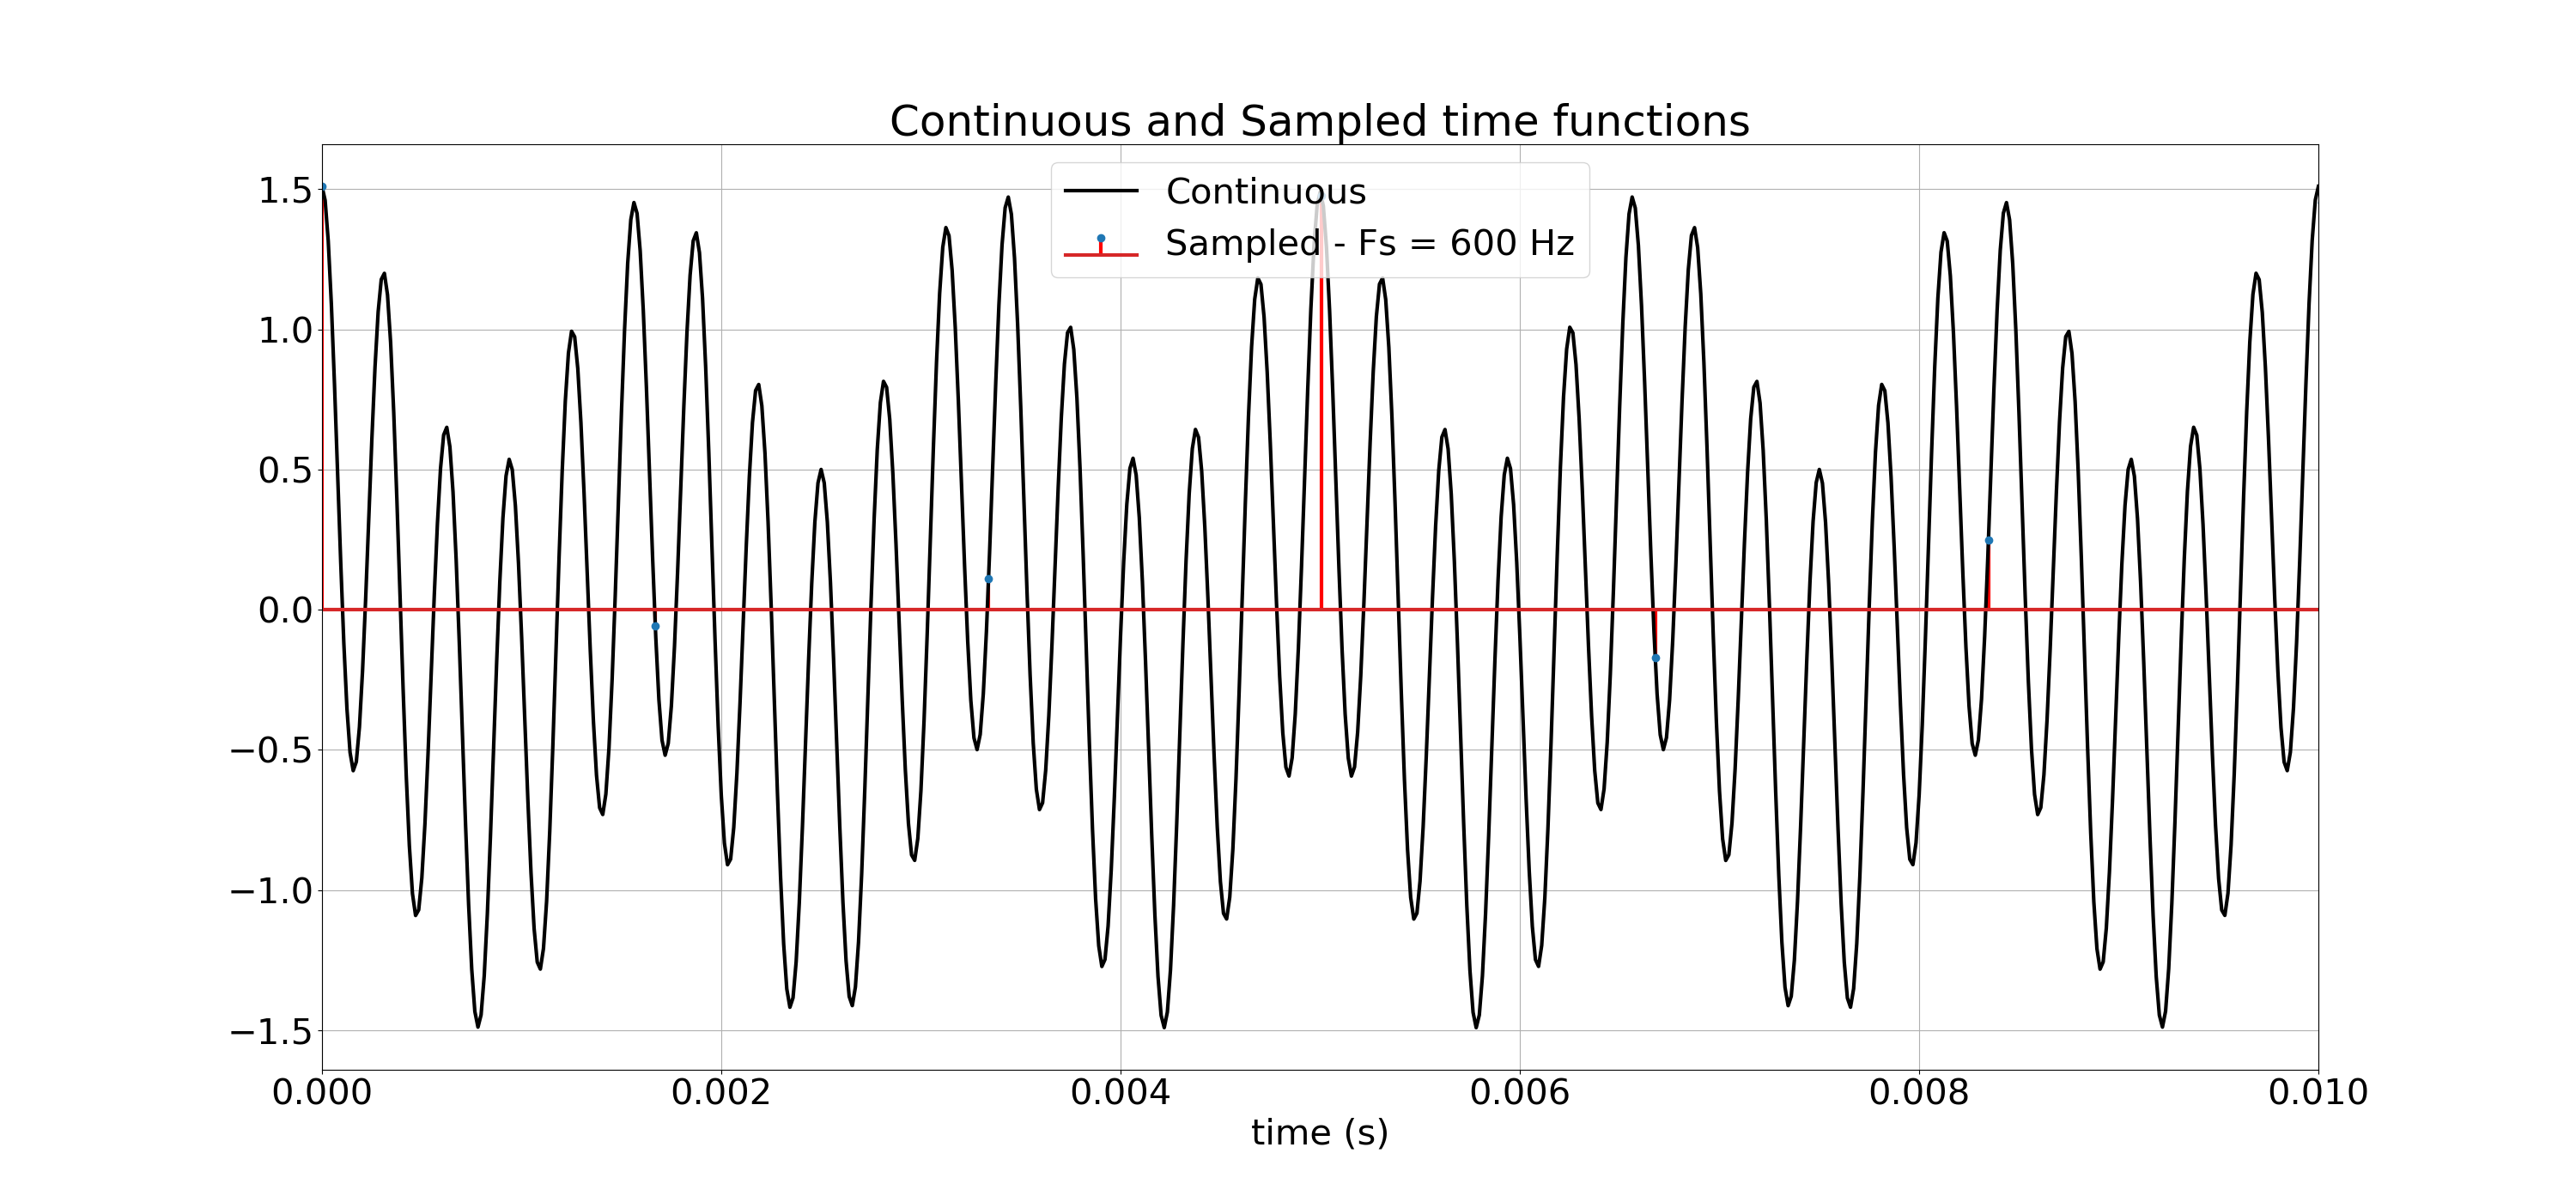 Continuous and Sampled time functions
Continuous
Sampled - Fs = 600 Hz
1.5
1.0
0.5
0.0
−0.5
−1.0
−1.5
0.000 0.002 0.004 0.006 0.008 0.010
time (s)